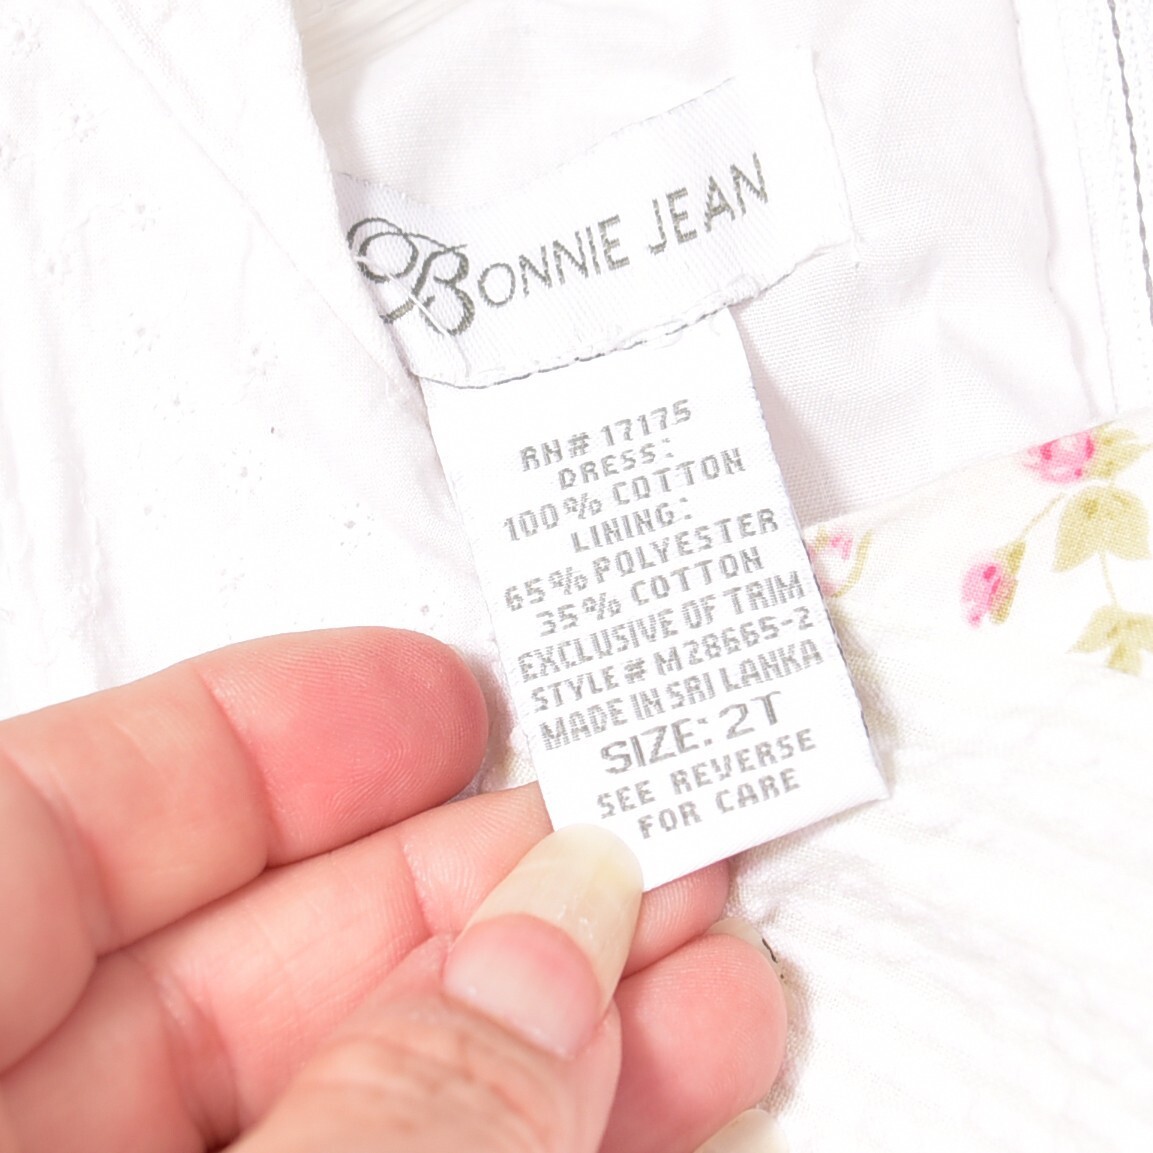 BONNIE JEAN
RN# 17175
DRESS:
100% COTTON
LINING:
65% POLYESTER
35% COTTON
EXCLUSIVE OF TRIM
STYLE# M28665-2
MADE IN SRI LANKA
SIZE: 2T
SEE REVERSE
FOR CARE